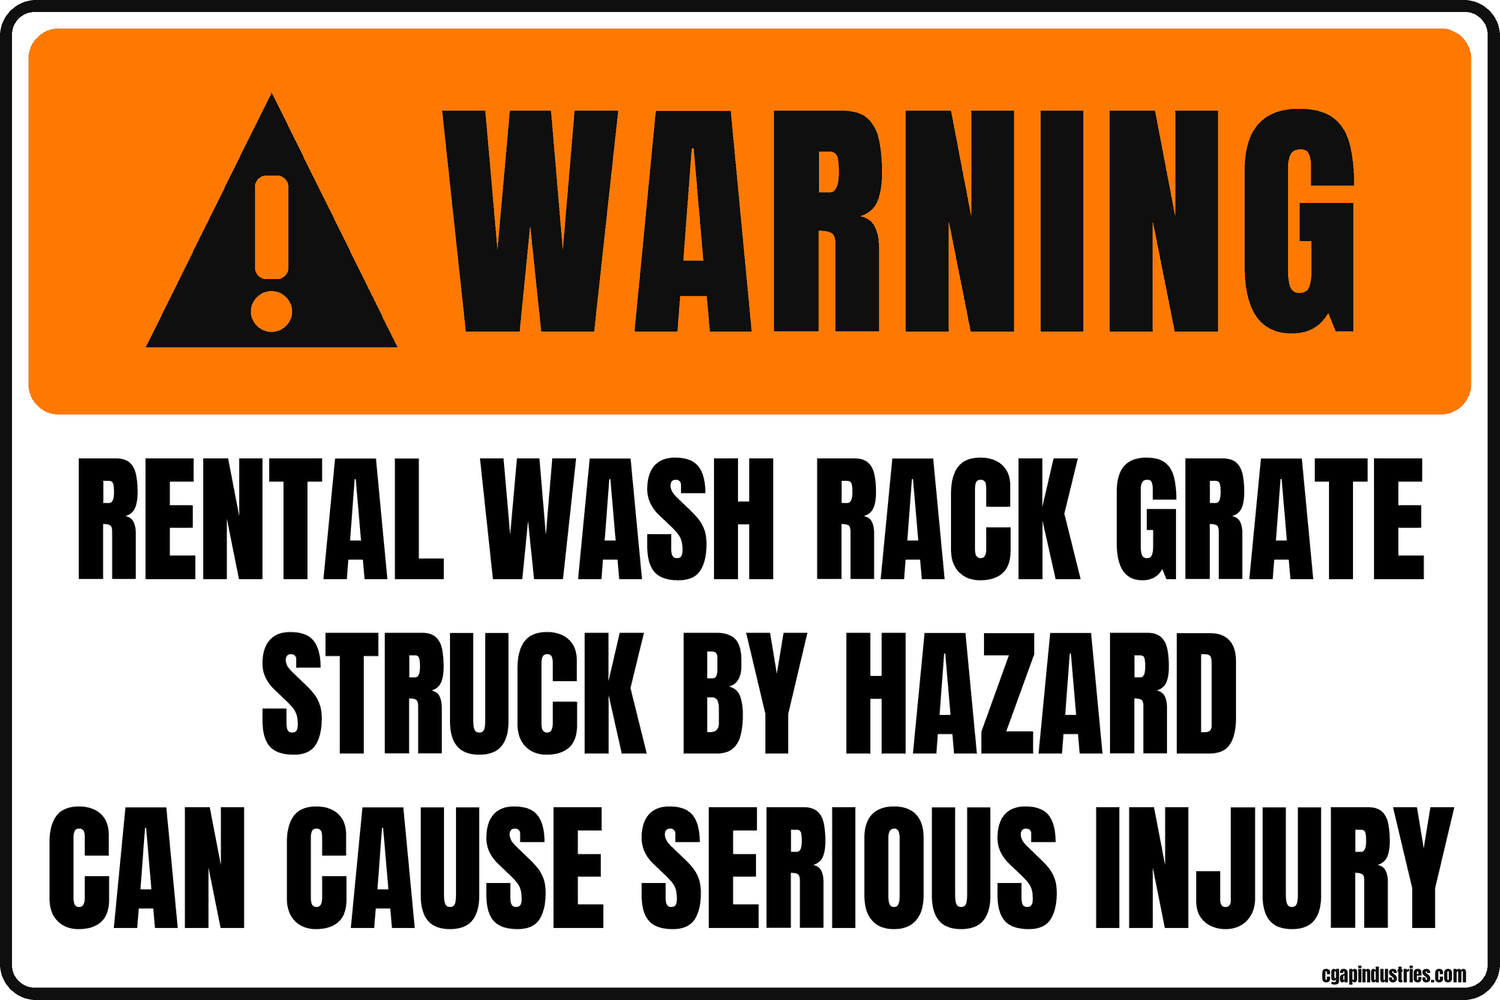 WARNING
RENTAL WASH RACK GRATE
STRUCK BY HAZARD
CAN CAUSE SERIOUS INJURY
cgapindustries.com